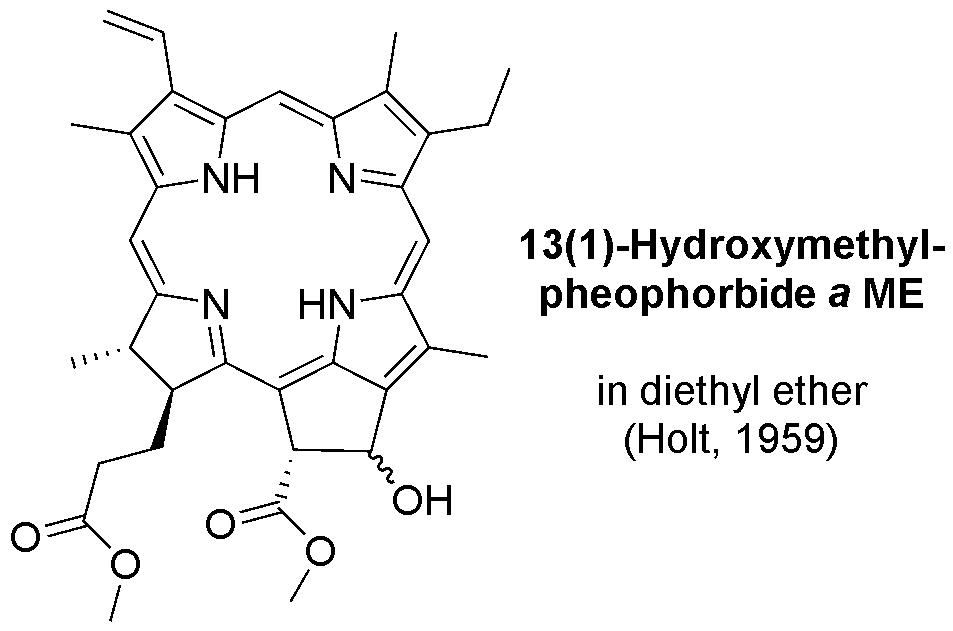 NH
N
N
HN
O
O
O
O
OH
13(1)-Hydroxymethyl-
pheophorbide a ME
in diethyl ether
(Holt, 1959)